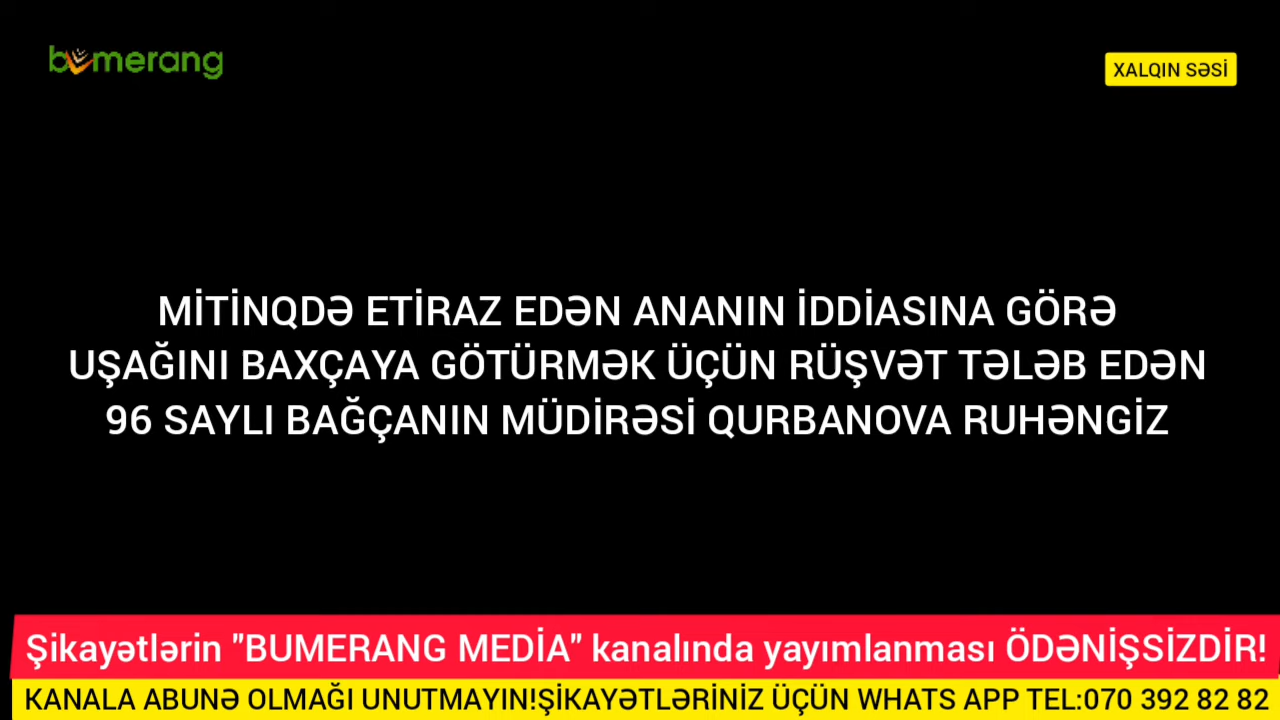 bumerang
XALQIN SƏSİ
MİTİNQDƏ ETİRAZ EDƏN ANANIN İDDİASINA GÖRƏ
UŞAĞINI BAXÇAYA GÖTÜRMƏK ÜÇÜN RÜŞVƏT TƏLƏB EDƏN
96 SAYLI BAĞÇANIN MÜDİRƏSİ QURBANOVA RUHƏNGİZ
Şikayətlərin "BUMERANG MEDİA" kanalında yayımlanması ÖDƏNİŞSİZDİR!
KANALA ABUNƏ OLMAĞI UNUTMAYIN!ŞİKAYƏTLƏRİNİZ ÜÇÜN WHATS APP TEL:070 392 82 82